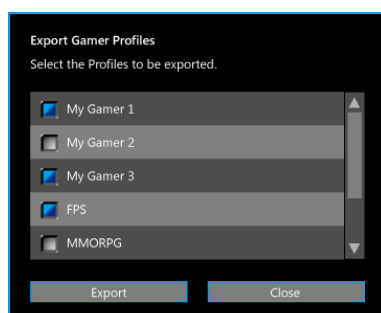 Export Gamer Profiles
Select the Profiles to be exported.
My Gamer 1
My Gamer 2
My Gamer 3
FPS
MMORPG
Export Close